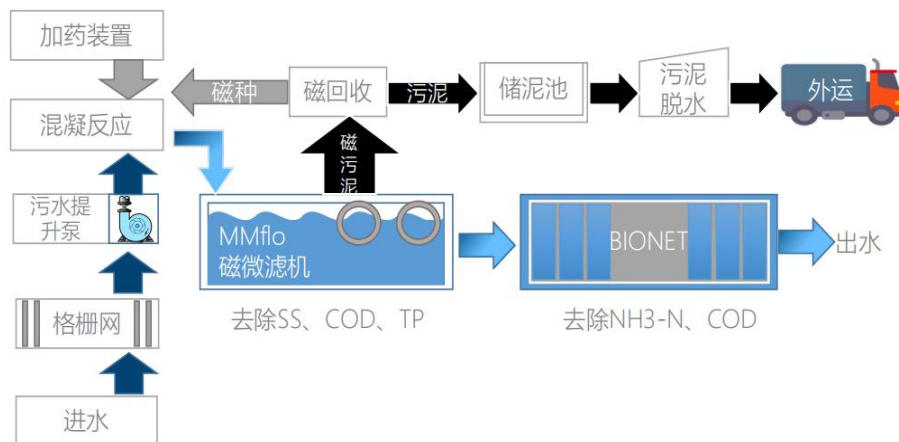 加药装置
混凝反应
磁种
磁回收
污泥
储泥池
污泥
脱水
外运
磁
污
泥
污水提
升泵
MMflo
磁微滤机
BIONET
出水
格栅网
去除SS、COD、TP
去除NH3-N、COD
进水